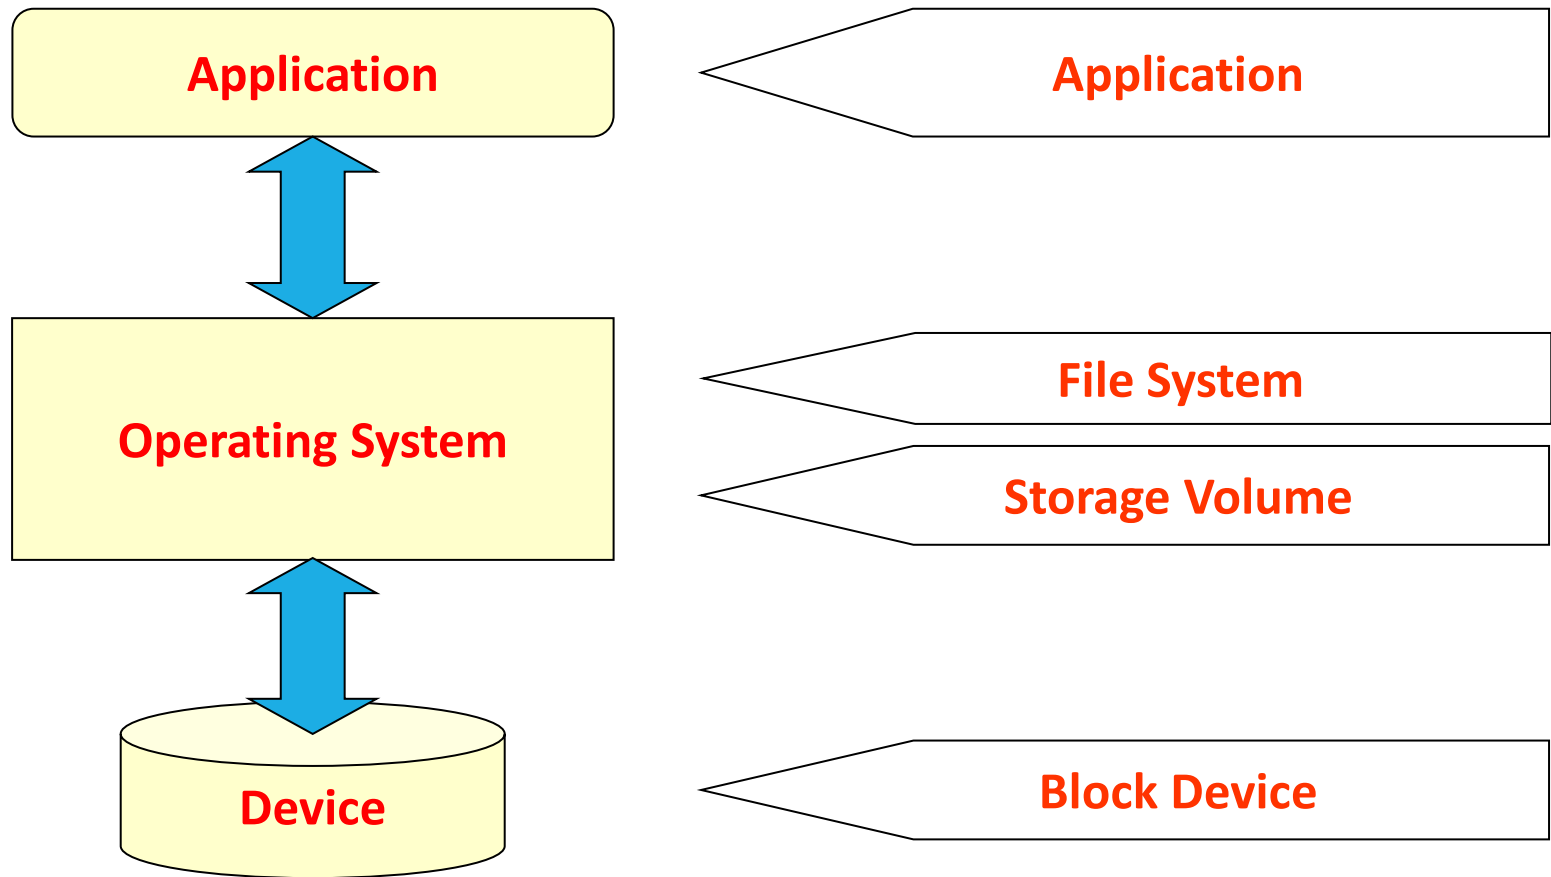 Application
Application
Operating System
File System
Storage Volume
Device
Block Device